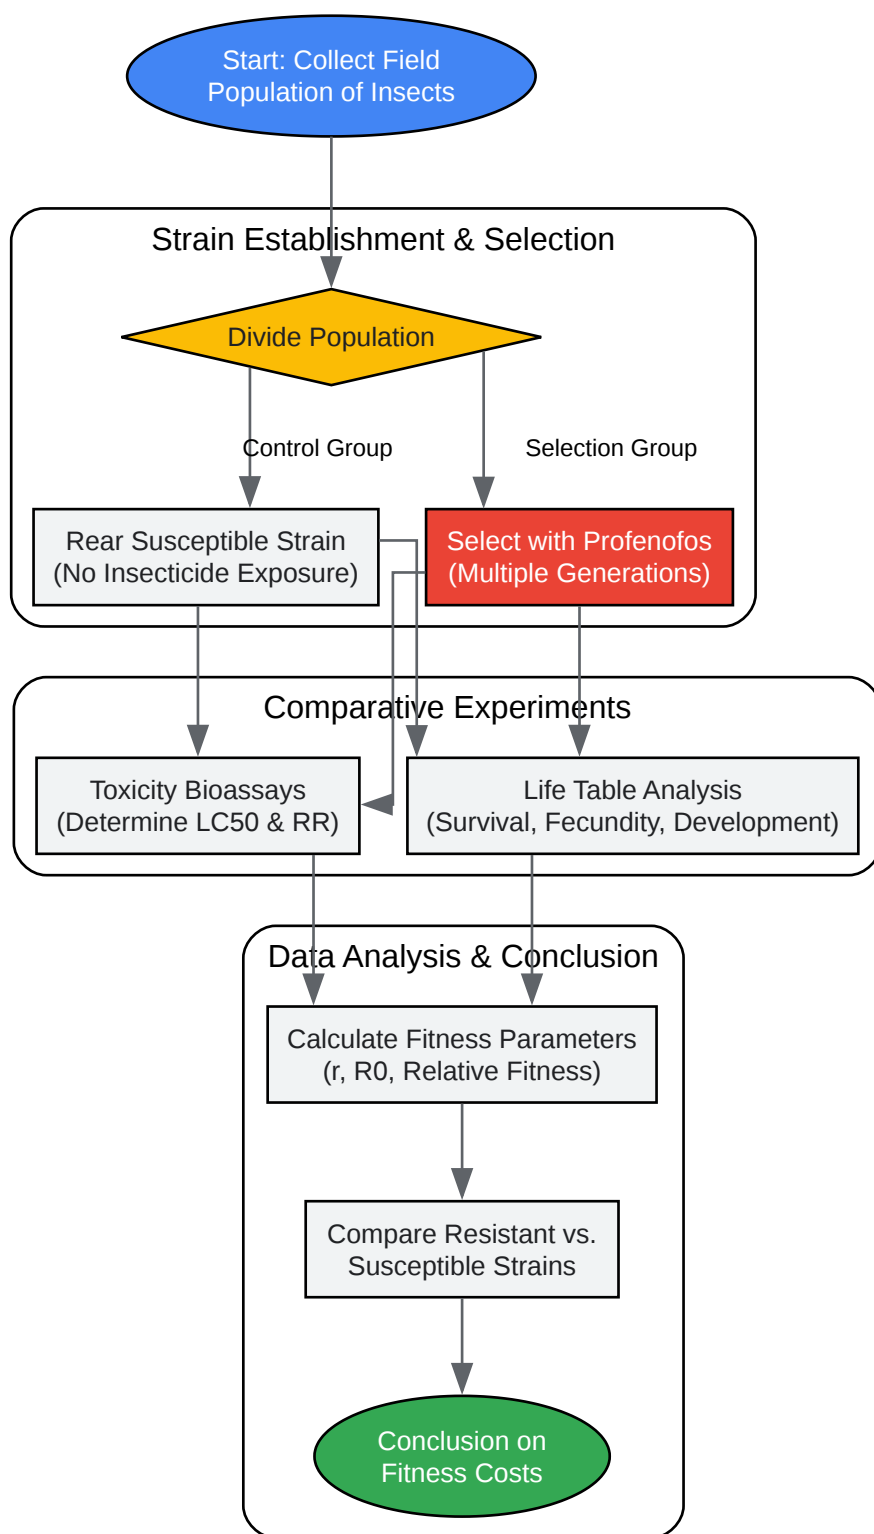 Start: Collect Field
Population of Insects
Strain Establishment & Selection
Divide Population
Control Group
Selection Group
Rear Susceptible Strain
(No Insecticide Exposure)
Select with Profenofos
(Multiple Generations)
Comparative Experiments
Toxicity Bioassays
(Determine LC50 & RR)
Life Table Analysis
(Survival, Fecundity, Development)
Data Analysis & Conclusion
Calculate Fitness Parameters
(r, R0, Relative Fitness)
Compare Resistant vs.
Susceptible Strains
Conclusion on
Fitness Costs